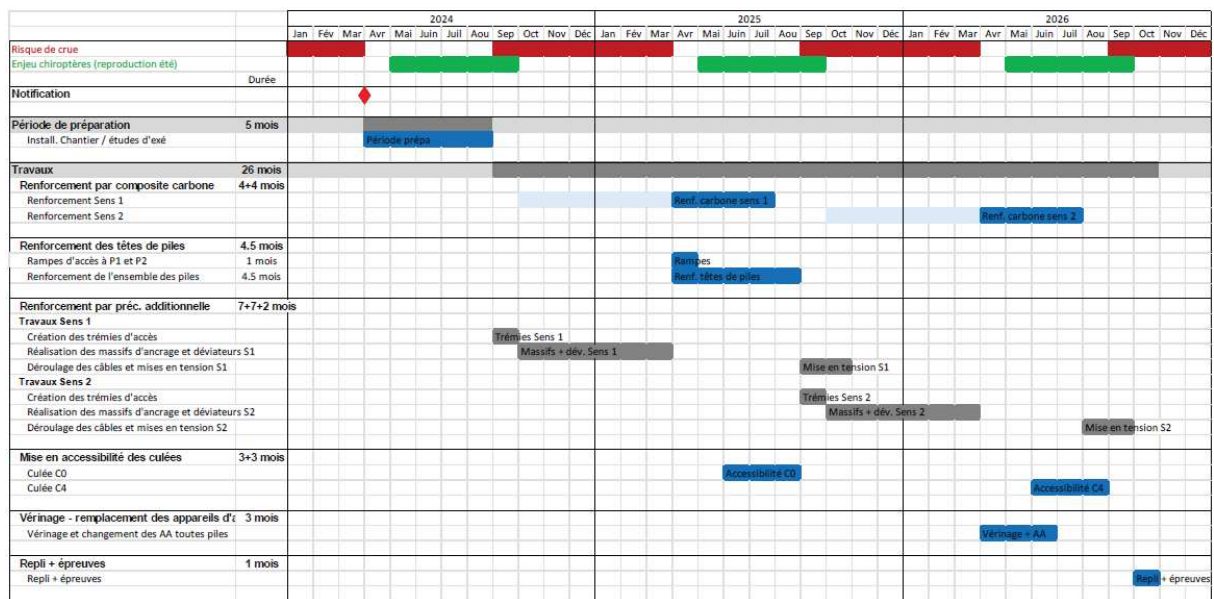 2024 2025 2026
Jan Fév Mar Avr Mai Juin Juil Aou Sep Oct Nov Déc Jan Fév Mar Avr Mai Juin Juil Aou Sep Oct Nov Déc Jan Fév Mar Avr Mai Juin Juil Aou Sep Oct Nov Déc
Risque de crue
Enjeu chiroptères (reproduction été)
Durée
Notification
Période de préparation 5 mois
Install. Chantier / études d'exé Période prépa
Travaux 26 mois
Renforcement par composite carbone 4+4 mois
Renforcement Sens 1 Renf. carbone sens 1
Renforcement Sens 2 Renf. carbone sens 2
Renforcement des têtes de piles 4.5 mois
Rampes d'accès à P1 et P2 1 mois Rampes
Renforcement de l'ensemble des piles 4.5 mois Renf. têtes de piles
Renforcement par préc. additionnelle 7+7+2 mois
Travaux Sens 1
Création des trémies d'accès Trémies Sens 1
Réalisation des massifs d'ancrage et déviateurs S1 Massifs + dév. Sens 1
Déroulage des câbles et mises en tension S1 Mise en tension S1
Travaux Sens 2
Création des trémies d'accès Trémies Sens 2
Réalisation des massifs d'ancrage et déviateurs S2 Massifs + dév. Sens 2
Déroulage des câbles et mises en tension S2 Mise en tension S2
Mise en accessibilité des culées 3+3 mois
Culée C0 Accessibilité C0
Culée C4 Accessibilité C4
Vérinage - remplacement des appareils d'a 3 mois
Vérinage et changement des AA toutes piles Vérinage + AA
Repli + épreuves 1 mois
Repli + épreuves Repli + épreuves